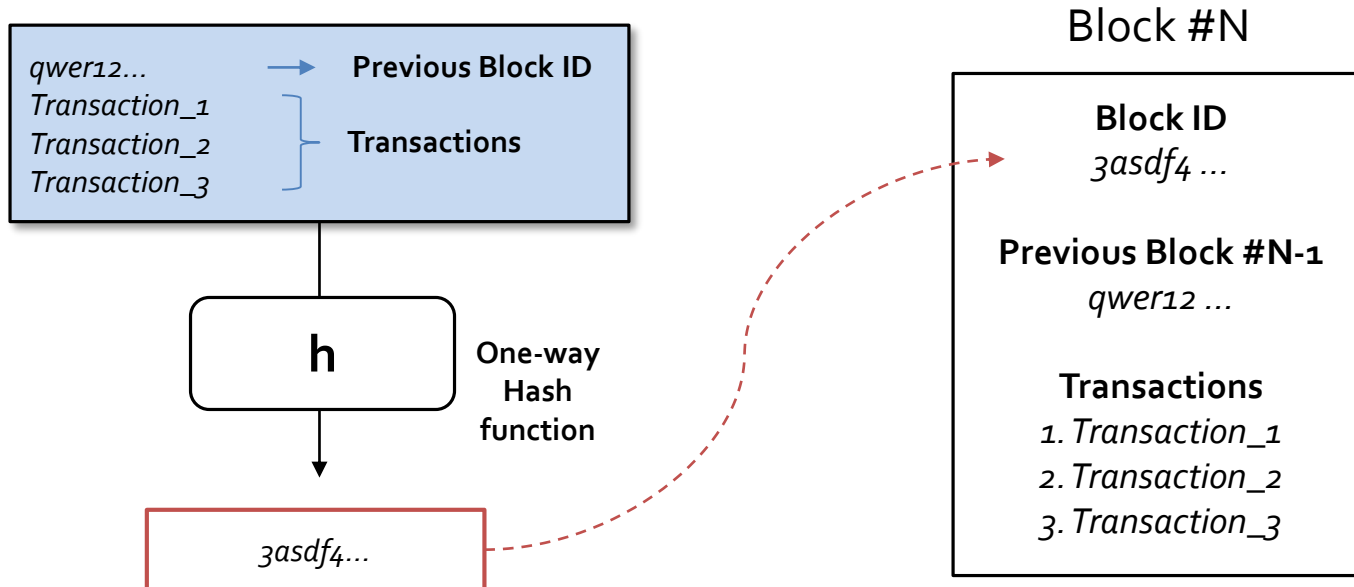 qwer12...
Previous Block ID
Transaction_1
Transaction_2
Transaction_3
Transactions
h
One-way
Hash
function
3asdf4...
Block #N
Block ID
3asdf4 ...
Previous Block #N-1
qwer12 ...
Transactions
1. Transaction_1
2. Transaction_2
3. Transaction_3